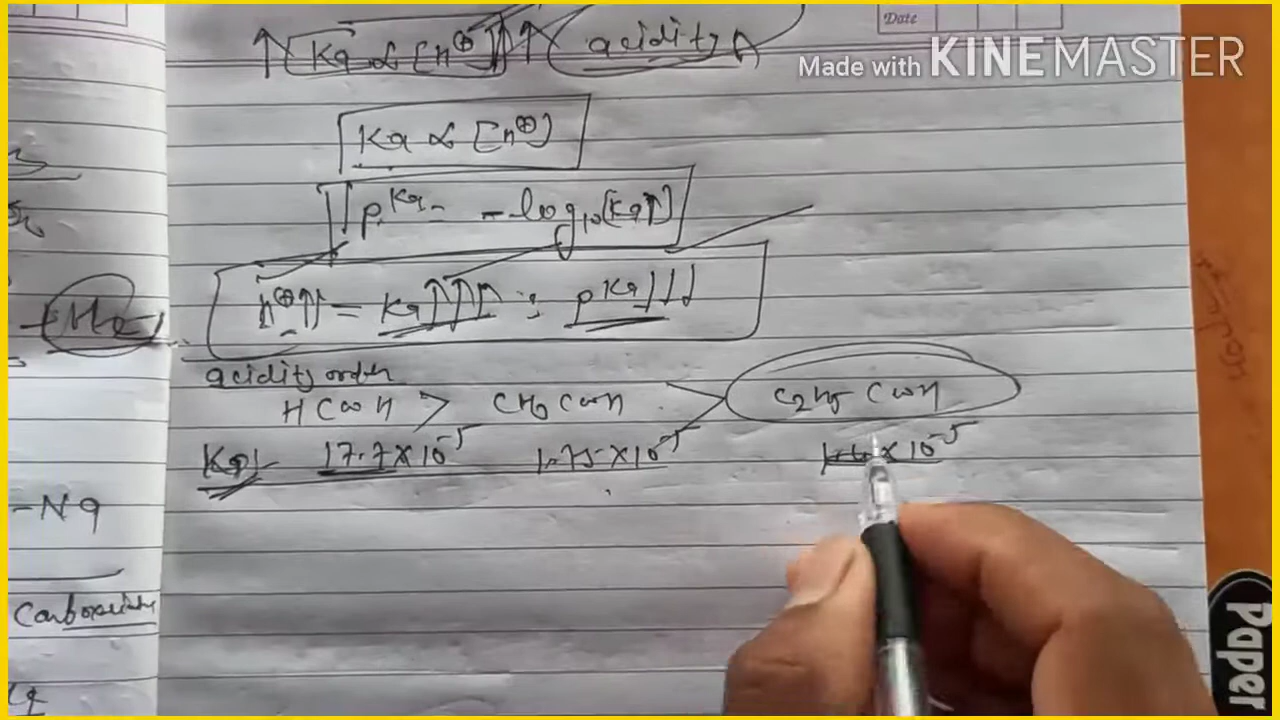 Date
↑ Ka ∝ [H⊕]↑ ↑ acidity ↑
Made with KINEMASTER
Ka ∝ [H⊕]
↓↓ pKa = -log10(Ka↑)
H⊕↑↑ = Ka↑↑↑ : pKa↓↓↓
acidity order
HCOOH > CH3COOH > C2H5COOH
Ka 17.7×10-5 1.75×10-5 ×10-5
-Na
Paper